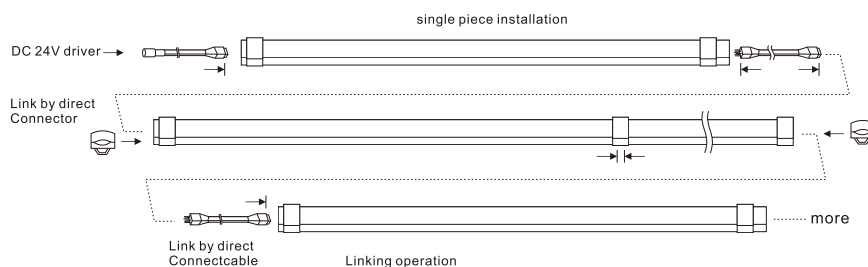 single piece installation
DC 24V driver
Link by direct
Connector
more
Link by direct
Connectcable
Linking operation